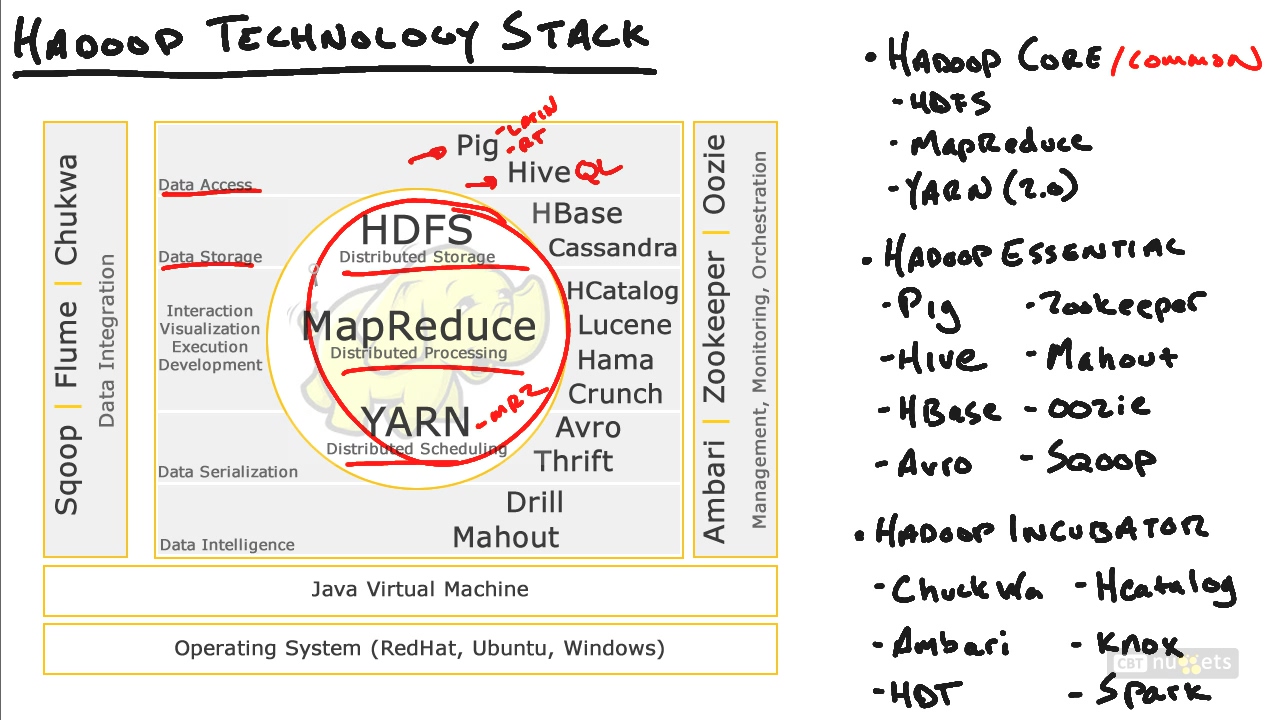 HADOOP TECHNOLOGY STACK
Sqoop | Flume | Chukwa
Data Integration
Pig -LATIN
-RT
Hive QL
Data Access
HDFS
Distributed Storage
HBase
Cassandra
Data Storage
Interaction
Visualization
Execution
Development
MapReduce
Distributed Processing
HCatalog
Lucene
Hama
Crunch
YARN -MR2
Distributed Scheduling
Avro
Thrift
Data Serialization
Drill
Mahout
Data Intelligence
Ambari | Zookeeper | Oozie
Management, Monitoring, Orchestration
Java Virtual Machine
Operating System (RedHat, Ubuntu, Windows)
• HADOOP CORE /COMMON
- HDFS
- MapReduce
- YARN (2.0)
• HADOOP ESSENTIAL
- Pig - Zookeeper
- Hive - Mahout
- HBase - OOZIE
- Avro - SQOOP
• HADOOP INCUBATOR
- ChuckWa - Hcatalog
- Ambari - Knox
- HDT - Spark
CBT nuggets